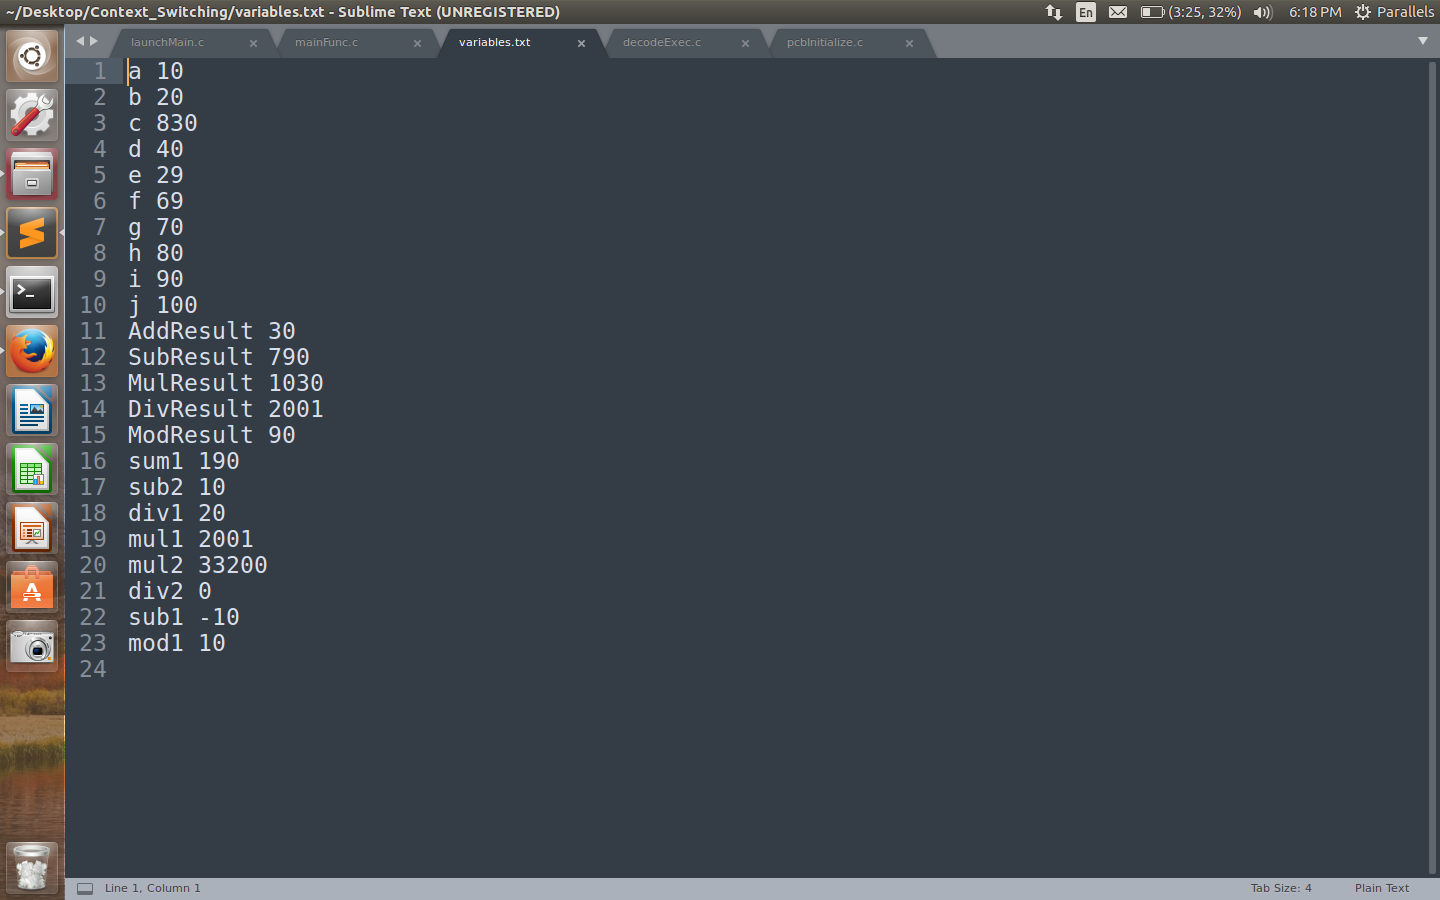 ~/Desktop/Context_Switching/variables.txt - Sublime Text (UNREGISTERED)
En (3:25, 32%) 6:18 PM Parallels
launchMain.c × mainFunc.c × variables.txt × decodeExec.c × pcbInitialize.c ×
1 a 10
2 b 20
3 c 830
4 d 40
5 e 29
6 f 69
7 g 70
8 h 80
9 i 90
10 j 100
11 AddResult 30
12 SubResult 790
13 MulResult 1030
14 DivResult 2001
15 ModResult 90
16 sum1 190
17 sub2 10
18 div1 20
19 mul1 2001
20 mul2 33200
21 div2 0
22 sub1 -10
23 mod1 10
24
Line 1, Column 1 Tab Size: 4 Plain Text